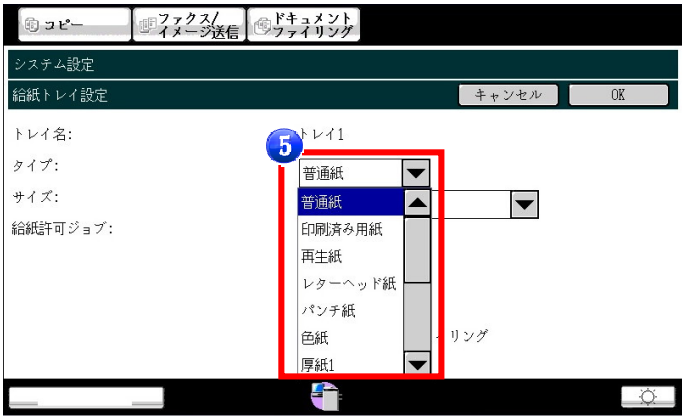 コピー
ファクス/
イメージ送信
ドキュメント
ファイリング
システム設定
給紙トレイ設定
キャンセル
OK
トレイ名:
トレイ1
5
タイプ:
普通紙
サイズ:
普通紙
給紙許可ジョブ:
印刷済み用紙
再生紙
レターヘッド紙
パンチ紙
色紙
リング
厚紙1